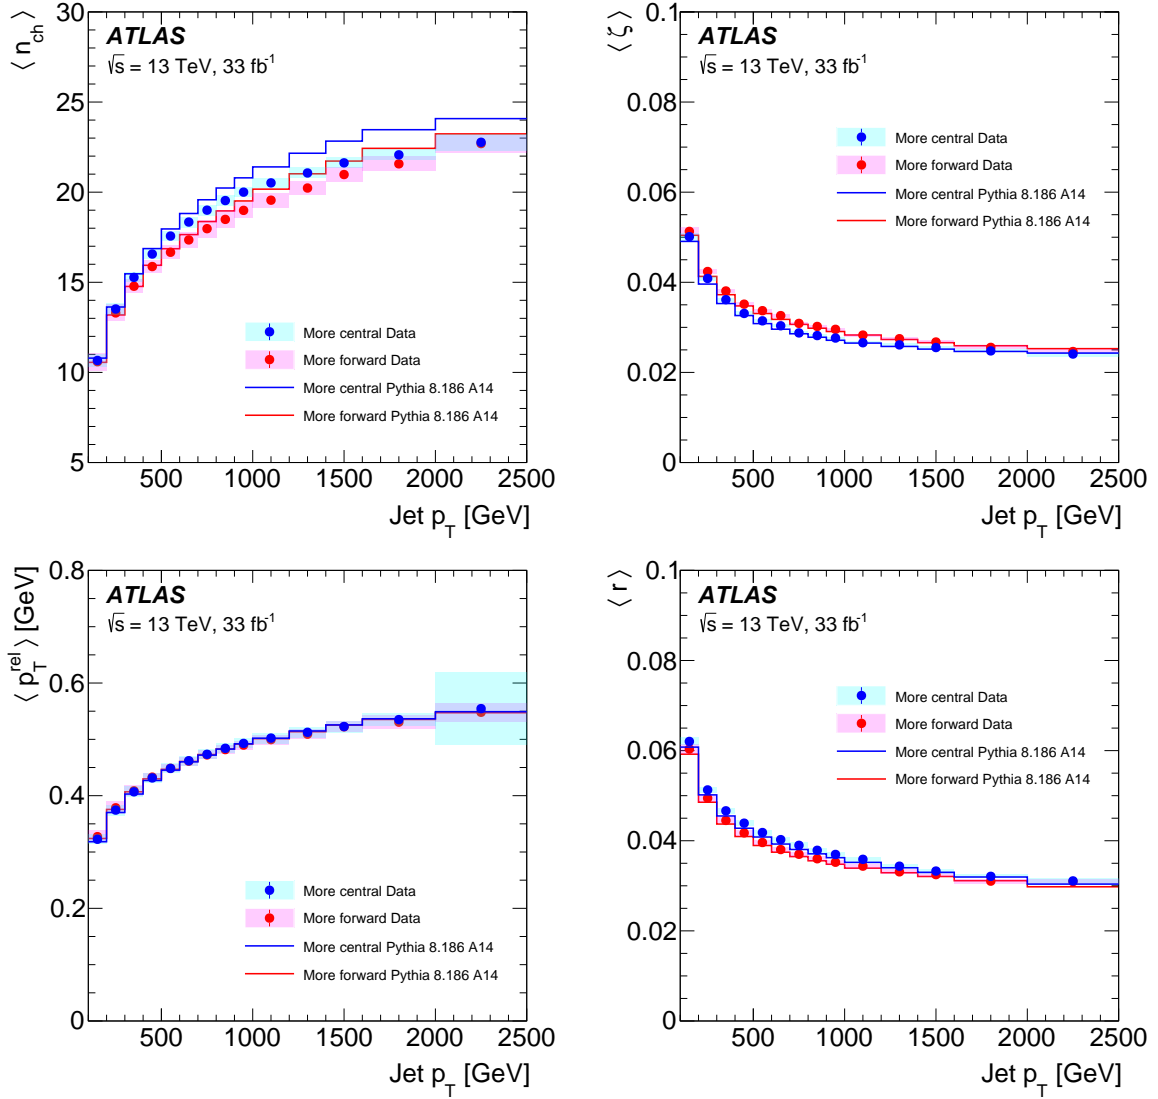 ⟨ n_ch ⟩
30
25
20
15
10
5
ATLAS
√s = 13 TeV, 33 fb⁻¹
More central Data
More forward Data
More central Pythia 8.186 A14
More forward Pythia 8.186 A14
500 1000 1500 2000 2500
Jet p_T [GeV]
⟨ ζ ⟩
0.1
0.08
0.06
0.04
0.02
0
ATLAS
√s = 13 TeV, 33 fb⁻¹
More central Data
More forward Data
More central Pythia 8.186 A14
More forward Pythia 8.186 A14
500 1000 1500 2000 2500
Jet p_T [GeV]
⟨ p_T^rel ⟩ [GeV]
0.8
0.6
0.4
0.2
0
ATLAS
√s = 13 TeV, 33 fb⁻¹
More central Data
More forward Data
More central Pythia 8.186 A14
More forward Pythia 8.186 A14
500 1000 1500 2000 2500
Jet p_T [GeV]
⟨ r ⟩
0.1
0.08
0.06
0.04
0.02
0
ATLAS
√s = 13 TeV, 33 fb⁻¹
More central Data
More forward Data
More central Pythia 8.186 A14
More forward Pythia 8.186 A14
500 1000 1500 2000 2500
Jet p_T [GeV]